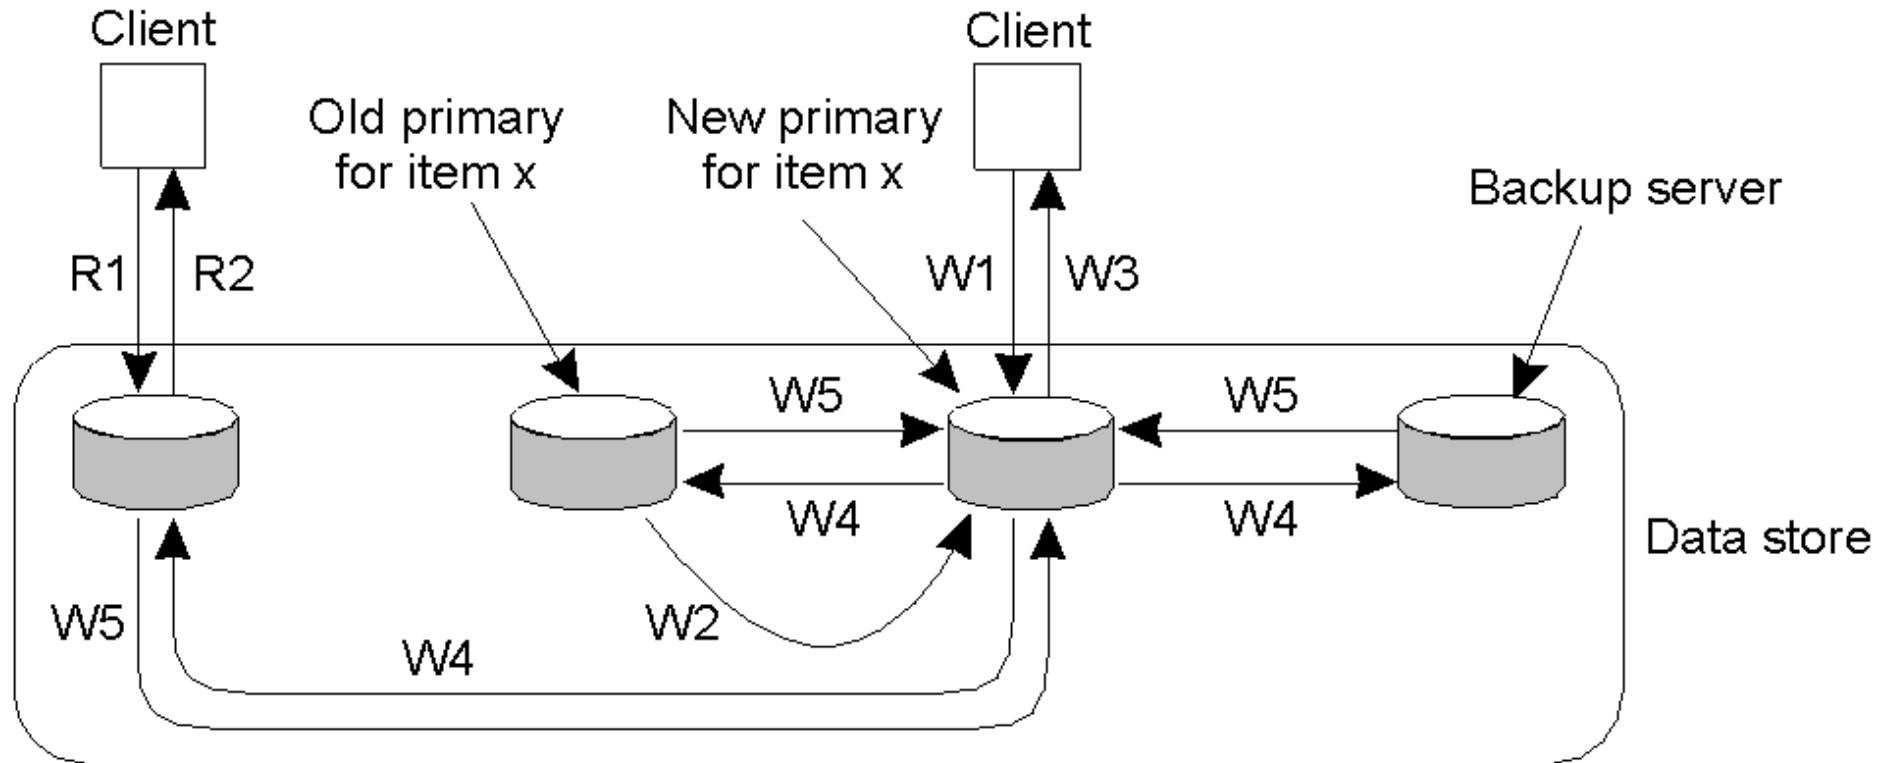 Client
Client
Old primary
for item x
New primary
for item x
Backup server
R1
R2
W1
W3
W5
W5
W4
W4
Data store
W5
W2
W4